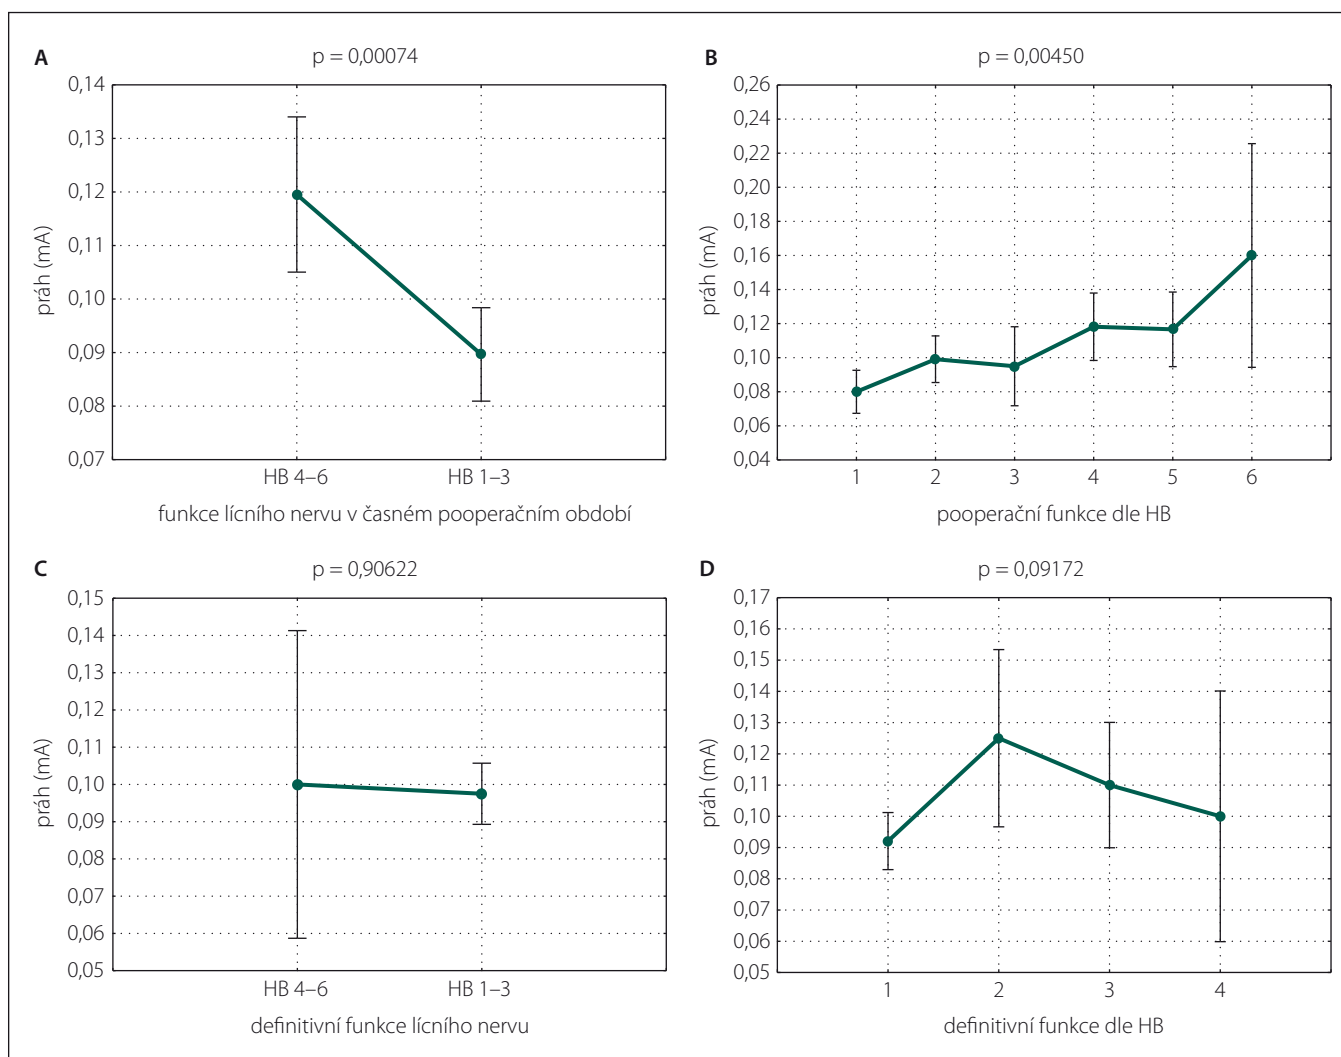 A
p = 0,00074
0,14
0,13
0,12
0,11
0,10
0,09
0,08
0,07
práh (mA)
HB 4–6 HB 1–3
funkce lícního nervu v časném pooperačním období
B
p = 0,00450
0,26
0,24
0,22
0,20
0,18
0,16
0,14
0,12
0,10
0,08
0,06
0,04
práh (mA)
1 2 3 4 5 6
pooperační funkce dle HB
C
p = 0,90622
0,15
0,14
0,13
0,12
0,11
0,10
0,09
0,08
0,07
0,06
0,05
práh (mA)
HB 4–6 HB 1–3
definitivní funkce lícního nervu
D
p = 0,09172
0,17
0,16
0,15
0,14
0,13
0,12
0,11
0,10
0,09
0,08
0,07
0,06
0,05
práh (mA)
1 2 3 4
definitivní funkce dle HB